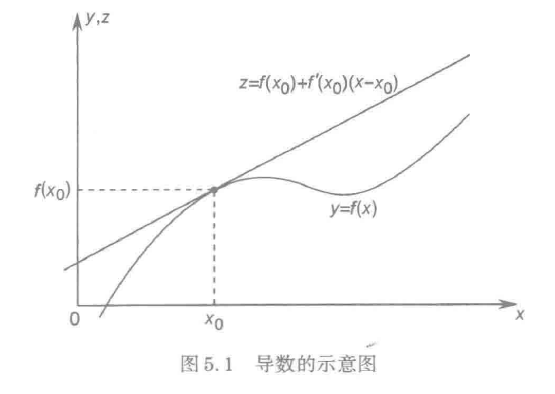 y,z
z=f(x₀)+f'(x₀)(x−x₀)
f(x₀)
y=f(x)
0
x₀
x
图5.1 导数的示意图